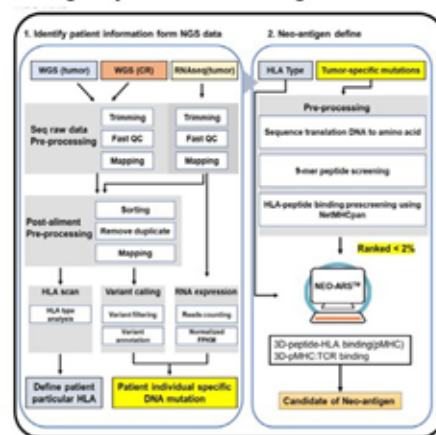 1. Identify patient information form NGS data
WGS (tumor)
WGS (CR)
RNAseq(tumor)
Seq raw data
Pre-processing
Trimming
Fast QC
Mapping
Trimming
Fast QC
Mapping
Post-aliment
Pre-processing
Sorting
Remove duplicate
Mapping
HLA scan
HLA type
analysis
Variant calling
Variant filtering
Variant
annotation
RNA expression
Reads counting
Normalized
FPKM
Define patient
particular HLA
Patient individual specific
DNA mutation
2. Neo-antigen define
HLA Type
Tumor-specific mutations
Pre-processing
Sequence translation DNA to amino acid
9-mer peptide screening
HLA-peptide binding prescreening using
NetMHCpan
Ranked < 2%
NEO-ARS™
3D-peptide-HLA binding(pMHC)
3D-pMHC:TCR binding
Candidate of Neo-antigen